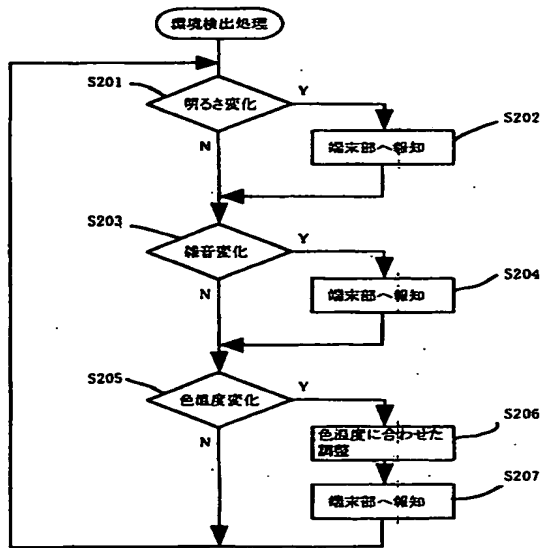 環境検出処理
S201
明るさ変化
Y
S202
端末部へ報知
N
S203
雑音変化
Y
S204
端末部へ報知
N
S205
色温度変化
Y
S206
色温度に合わせた
調整
N
S207
端末部へ報知